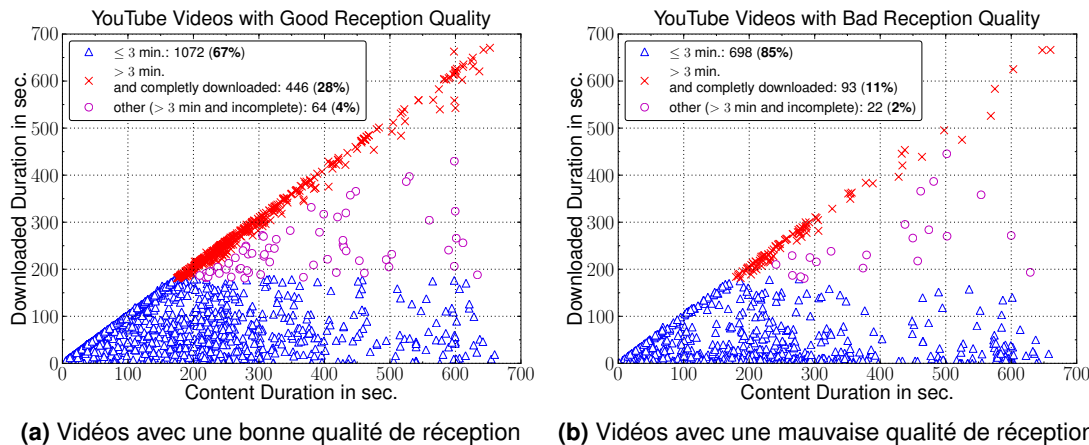 YouTube Videos with Good Reception Quality
700
600
500
400
300
200
100
0
Downloaded Duration in sec.
≤ 3 min.: 1072 (67%)
> 3 min.
and completly downloaded: 446 (28%)
other (> 3 min and incomplete): 64 (4%)
0 100 200 300 400 500 600 700
Content Duration in sec.
(a) Vidéos avec une bonne qualité de réception
YouTube Videos with Bad Reception Quality
700
600
500
400
300
200
100
0
Downloaded Duration in sec.
≤ 3 min.: 698 (85%)
> 3 min.
and completly downloaded: 93 (11%)
other (> 3 min and incomplete): 22 (2%)
0 100 200 300 400 500 600 700
Content Duration in sec.
(b) Vidéos avec une mauvaise qualité de réception